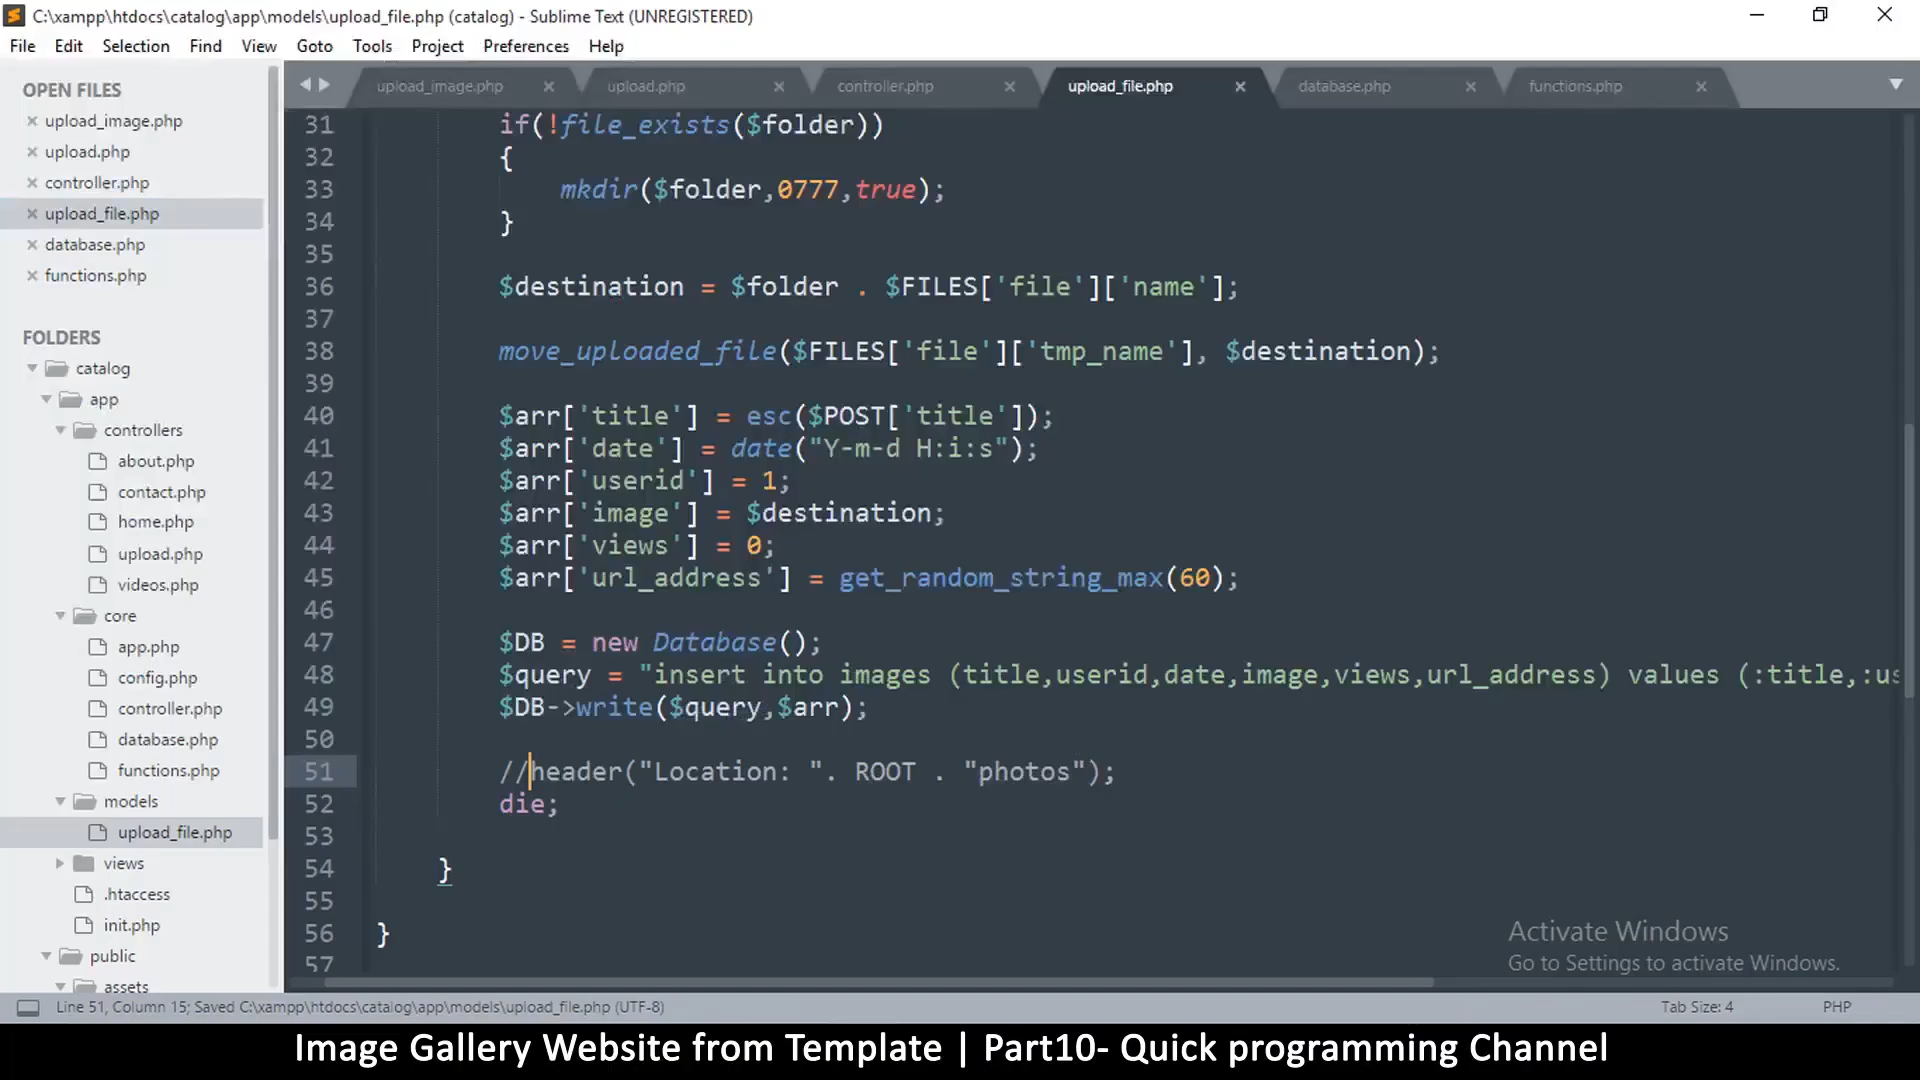 C:\xampp\htdocs\catalog\app\models\upload_file.php (catalog) - Sublime Text (UNREGISTERED)
File Edit Selection Find View Goto Tools Project Preferences Help
OPEN FILES
upload_image.php
upload.php
controller.php
upload_file.php
database.php
functions.php
FOLDERS
catalog
app
controllers
about.php
contact.php
home.php
upload.php
videos.php
core
app.php
config.php
controller.php
database.php
functions.php
models
upload_file.php
views
.htaccess
init.php
public
assets
upload_image.php upload.php controller.php upload_file.php database.php functions.php
31 if(!file_exists($folder))
32 {
33 mkdir($folder,0777,true);
34 }
35
36 $destination = $folder . $FILES['file']['name'];
37
38 move_uploaded_file($FILES['file']['tmp_name'], $destination);
39
40 $arr['title'] = esc($POST['title']);
41 $arr['date'] = date("Y-m-d H:i:s");
42 $arr['userid'] = 1;
43 $arr['image'] = $destination;
44 $arr['views'] = 0;
45 $arr['url_address'] = get_random_string_max(60);
46
47 $DB = new Database();
48 $query = "insert into images (title,userid,date,image,views,url_address) values (:title,:us
49 $DB->write($query,$arr);
50
51 //header("Location: ". ROOT . "photos");
52 die;
53
54 }
55
56 }
57
Activate Windows
Go to Settings to activate Windows.
Line 51, Column 15; Saved C:\xampp\htdocs\catalog\app\models\upload_file.php (UTF-8)
Tab Size: 4
PHP
Image Gallery Website from Template | Part10- Quick programming Channel